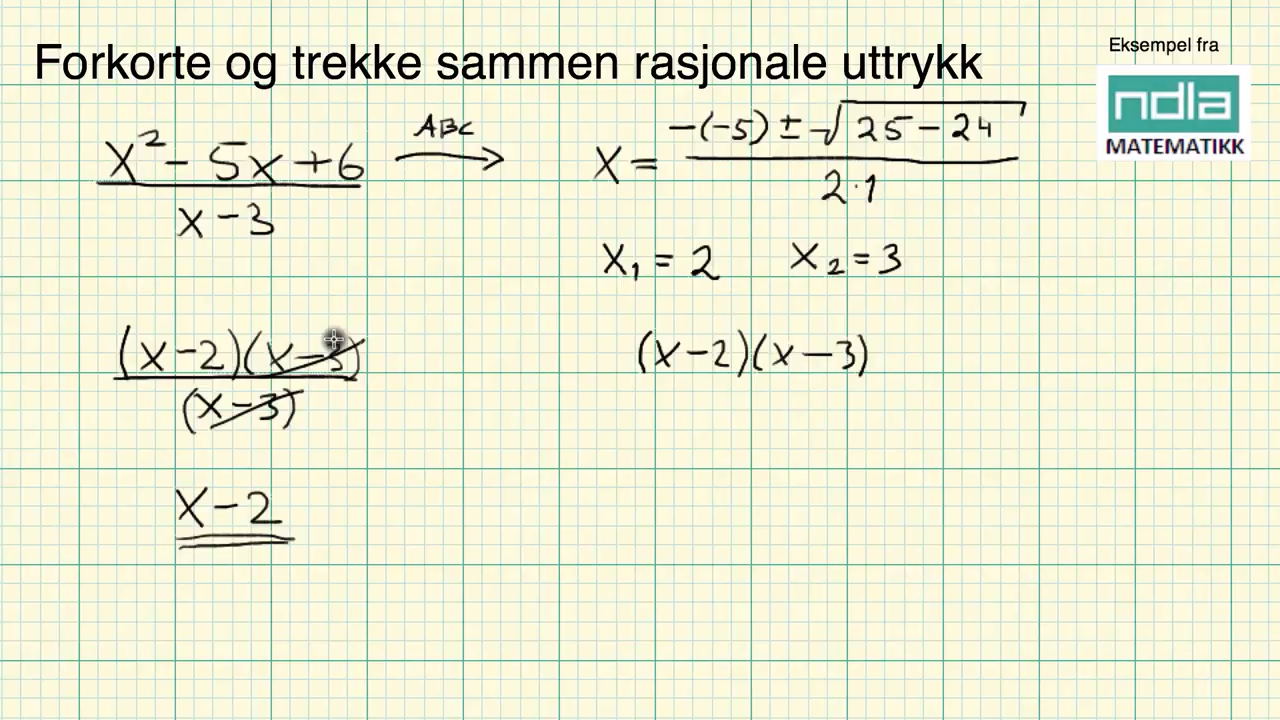 Eksempel fra
Forkorte og trekke sammen rasjonale uttrykk
ndla
MATEMATIKK
x² - 5x + 6
x - 3
ABC
x = -(-5) ± √25 - 24
2·1
x₁ = 2 x₂ = 3
(x - 2)(x - 3)
(x - 3)
(x - 2)(x - 3)
x - 2